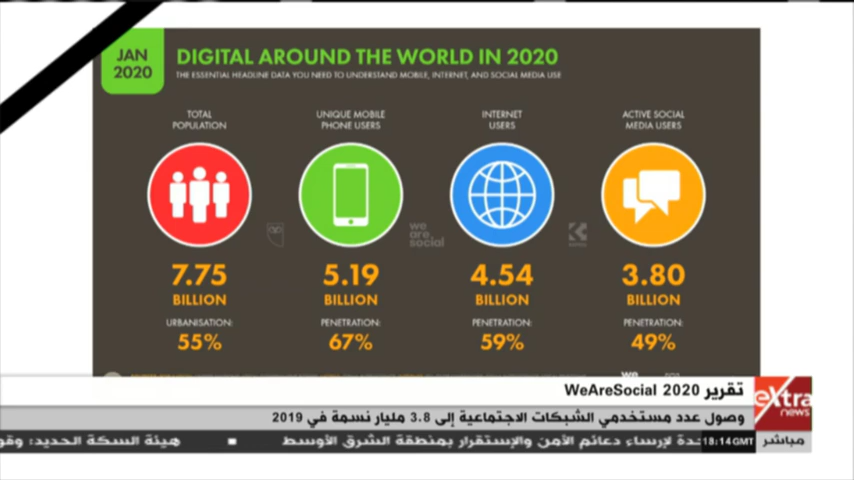 JAN
2020
DIGITAL AROUND THE WORLD IN 2020
THE ESSENTIAL HEADLINE DATA YOU NEED TO UNDERSTAND MOBILE, INTERNET, AND SOCIAL MEDIA USE
TOTAL
POPULATION
UNIQUE MOBILE
PHONE USERS
INTERNET
USERS
ACTIVE SOCIAL
MEDIA USERS
we
are
social
7.75
BILLION
5.19
BILLION
4.54
BILLION
3.80
BILLION
URBANISATION:
55%
PENETRATION:
67%
PENETRATION:
59%
PENETRATION:
49%
we
تقرير WeAreSocial 2020
وصول عدد مستخدمي الشبكات الاجتماعية إلى 3.8 مليار نسمة في 2019
eXtra
news
مباشر
18:14 GMT
حدة لإرساء دعائم الأمن والإستقرار بمنطقة الشرق الأوسط ■ هيئة السكة الحديد: وقو